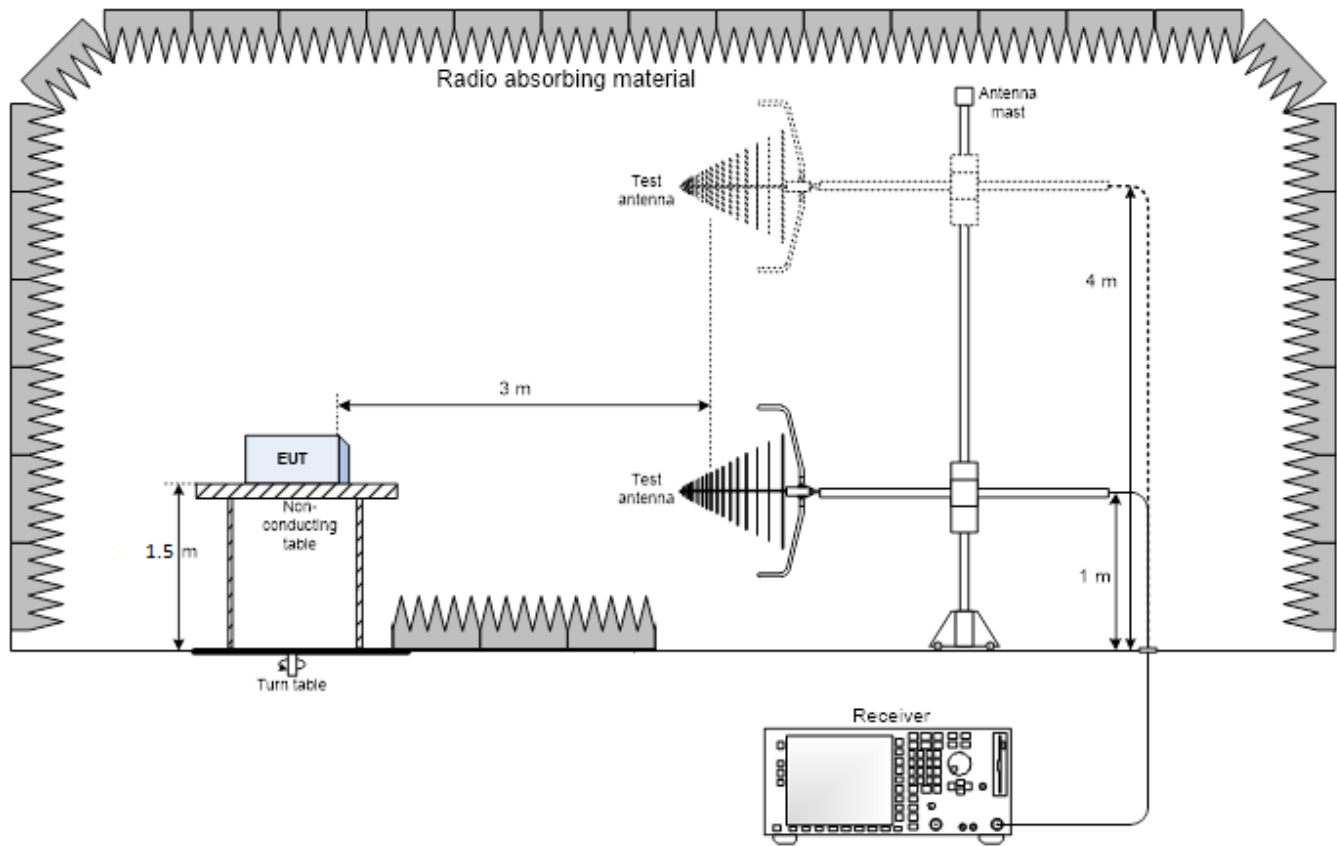 Radio absorbing material
Antenna
mast
Test
antenna
4 m
3 m
EUT
Test
antenna
Non-
conducting
table
1.5 m
1 m
Turn table
Receiver